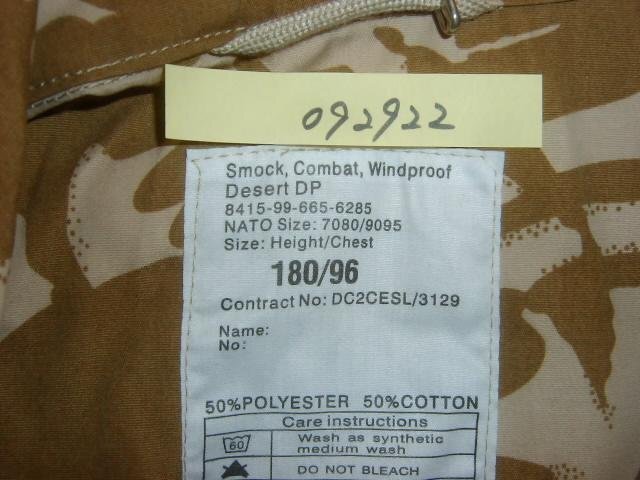 092922
Smock, Combat, Windproof
Desert DP
8415-99-665-6285
NATO Size: 7080/9095
Size: Height/Chest
180/96
Contract No: DC2CESL/3129
Name:
No:
50%POLYESTER 50%COTTON
Care instructions
60 Wash as synthetic
medium wash
DO NOT BLEACH